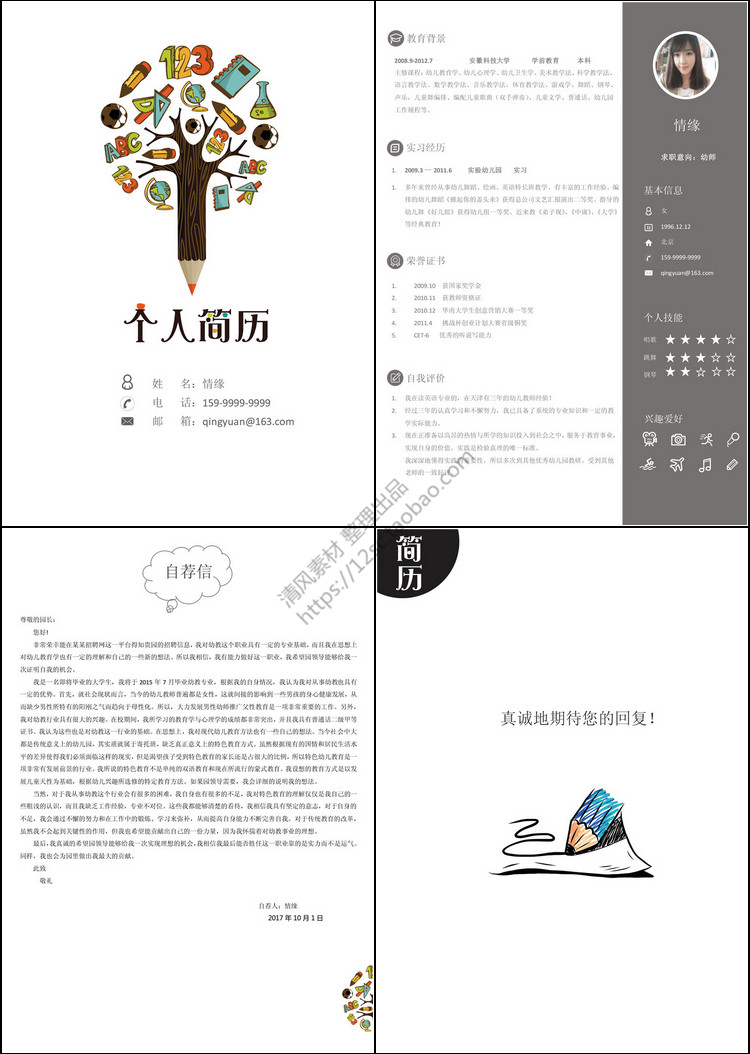 123
ABC
123
ABC
123
个人简历
姓 名：情缘
电 话：159-9999-9999
邮 箱：qingyuan@163.com
教育背景
2008.9-2012.7 安徽科技大学 学前教育 本科
主修课程：幼儿教育学、幼儿心理学、幼儿卫生学、美术教学法、科学教学法、
语言教学法、数学教学法、音乐教学法、体育教学法、游戏学、舞蹈、钢琴、
声乐、儿童舞编排、编配儿童歌曲（双手弹奏）、儿童文学、普通话、幼儿园
工作规程等。
实习经历
1. 2009.3 — 2011.6 实验幼儿园 实习
1. 多年来曾经从事幼儿舞蹈、绘画、英语特长班教学，有丰富的工作经验。编
排的幼儿舞蹈《掀起你的盖头来》获得总公司文艺汇报演出二等奖。指导的
幼儿舞《好儿郎》获得幼儿组一等奖。近来教《弟子规》、《中庸》、《大学》
等经典教育！
荣誉证书
1. 2009.10 获国家奖学金
2. 2010.11 获教师资格证
3. 2010.12 华南大学生创意营销大赛一等奖
4. 2011.4 挑战杯创业计划大赛省级铜奖
5. CET-6 优秀的听说写能力
自我评价
1. 我在读英语专业的，在天津有三年的幼儿教师经验！
2. 经过三年的认真学习和不懈努力，我已具备了系统的专业知识和一定的教
学实际能力。
3. 现在正准备以高昂的热情与所学的知识投入到社会之中，服务于教育事业，
实现自身的价值。实践是检验真理的唯一标准。
我深深地懂得实践的重要性，所以多次到其他优秀幼儿园教研，受到其他
老师的一致好评。
情缘
求职意向：幼师
基本信息
女
1996.12.12
北京
159-9999-9999
qingyuan@163.com
个人技能
唱歌 ★★★★☆
跳舞 ★★★☆☆
钢琴 ★★☆☆☆
兴趣爱好
清风素材 整理出品
https://12sc.taobao.com
自荐信
尊敬的园长：
您好!
非常荣幸能在某某招聘网这一平台得知贵园的招聘信息，我对幼教这个职业具有一定的专业基础，而且我在思想上
对幼儿教育学也有一定的理解和自己的一些新的想法。所以我相信，我有能力做好这一职业，我希望园领导能够给我一
次证明自我的机会。
我是一名即将毕业的大学生，我将于 2015 年 7 月毕业幼教专业，根据我的自身情况，我认为我对从事幼教也具有
一定的优势。首先，就社会现状而言，当今的幼儿教师普遍都是女性，这就间接的影响到一些男孩的身心健康发展，从
而缺少男性所特有的阳刚之气而趋向于母性化。所以，大力发展男性幼师推广父性教育是一项非常重要的工作。另外，
我对幼教行业具有很大的兴趣。在校期间，我所学习的教育学与心理学的成绩都非常突出，并且我具有普通话二级甲等
证书。我认为这些也是对幼教这一行业的基础。在思想上，我对现代幼儿教育方法也有一些自己的想法。当今社会中大
都是传统意义上的幼儿园，其实质就属于寄托班，缺乏真正意义上的特色教育方式。虽然根据现有的国情和居民生活水
平的差异使得我们必须面临这样的现实，但是渴望孩子受到特色教育的家长还是占很大的比例，所以特色幼儿教育是一
项非常有发展前景的行业。我所说的特色教育不是单纯的双语教育和现在所流行的蒙式教育。我设想的教育方式是以发
展儿童天性为基础，根据幼儿兴趣所选修的特定教育方法。如果园领导需要，我会详细的说明我的想法。
当然，对于我从事幼教这个行业会有很多的困难，我自身也有很多的不足，我对特色教育的理解仅仅是我自己的一
些粗浅的认识，而且我缺乏工作经验，专业不对位。这些我都能够清楚的看待，我相信我具有坚定的意志，对于自身的
不足，我会通过不懈的努力和在工作中的锻炼、学习来弥补，从而提高自身能力不断完善自我。对于传统教育的改革，
虽然我不会起到关键性的作用，但我也希望能贡献出自己的一份力量，因为我怀揣着对幼教事业的理想。
最后，我真诚的希望园领导能够给我一次实现理想的机会，我相信我最后能否胜任这一职业靠的是实力而不是运气。
同样，我也会为园里做出我最大的贡献。
此致
敬礼
自荐人：情缘
2017 年 10 月 1 日
简
历
真诚地期待您的回复！